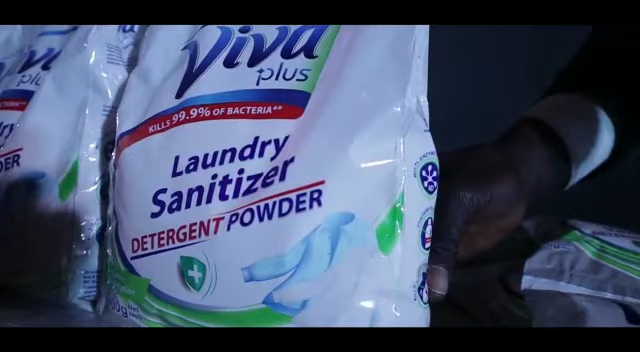 Viva
plus
KILLS 99.9% OF BACTERIA**
Laundry
Sanitizer
DETERGENT POWDER